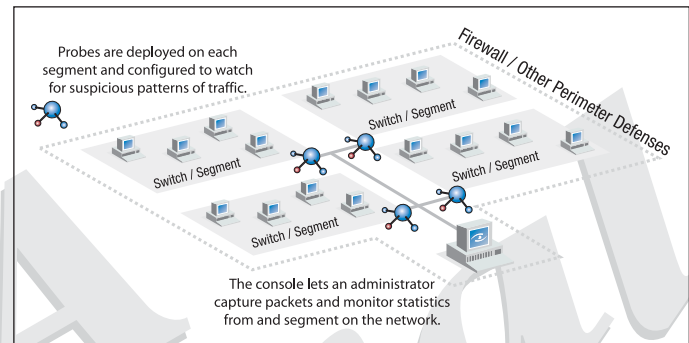 Probes are deployed on each
segment and configured to watch
for suspicious patterns of traffic.
Firewall / Other Perimeter Defenses
Switch / Segment
Switch / Segment
Switch / Segment
Switch / Segment
The console lets an administrator
capture packets and monitor statistics
from and segment on the network.